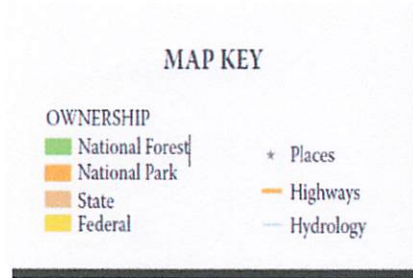 MAP KEY
OWNERSHIP
National Forest
National Park
State
Federal
Places
Highways
Hydrology